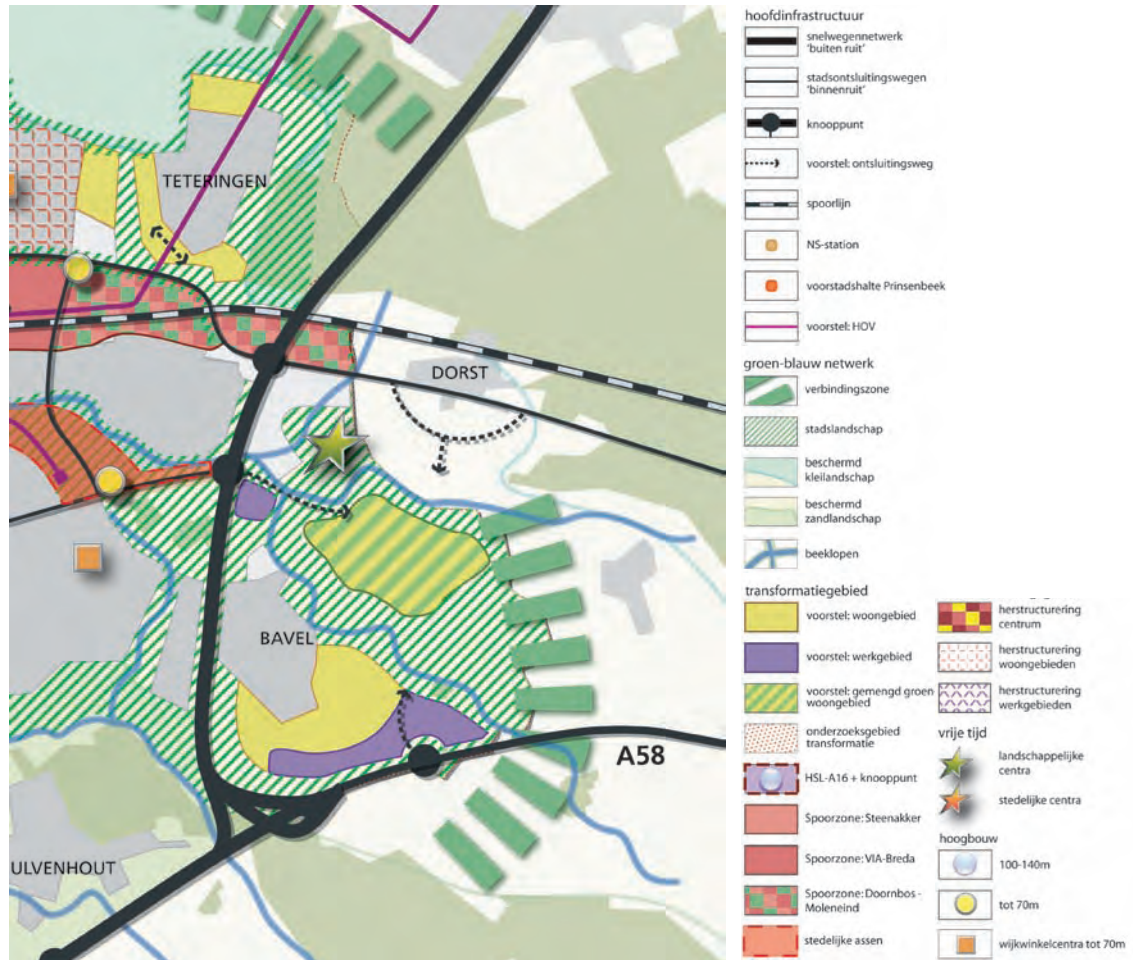 TETERINGEN
DORST
BAVEL
A58
ULVENHOUT
hoofdinfrastructuur
snelwegennetwerk
'buiten ruit'
stadsontsluitingswegen
'binnenruit'
knooppunt
voorstel: ontsluitingsweg
spoorlijn
NS-station
voorstadshalte Prinsenbeek
voorstel: HOV
groen-blauw netwerk
verbindingszone
stadslandschap
beschermd
kleilandschap
beschermd
zandlandschap
beeklopen
transformatiegebied
voorstel: woongebied
voorstel: werkgebied
voorstel: gemengd groen
woongebied
onderzoeksgebied
transformatie
HSL-A16 + knooppunt
Spoorzone: Steenakker
Spoorzone: VIA-Breda
Spoorzone: Doornbos -
Moleneind
stedelijke assen
herstructurering
centrum
herstructurering
woongebieden
herstructurering
werkgebieden
vrije tijd
landschappelijke
centra
stedelijke centra
hoogbouw
100-140m
tot 70m
wijkwinkelcentra tot 70m